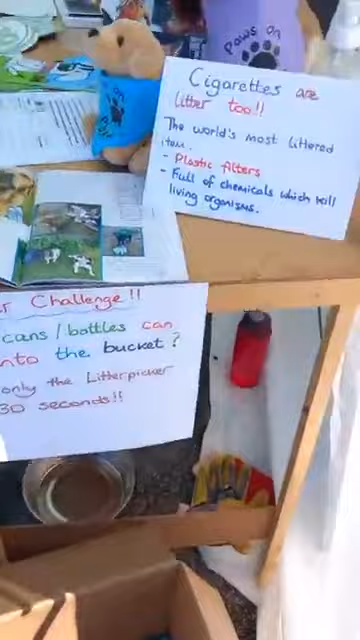 PAWS ON
Cigarettes are
litter too!!
The world's most littered
item.
- Plastic filters
- Full of chemicals which kill
living organisms.
Challenge!!
cans/bottles can
into the bucket?
only the Litterpicker
30 seconds!!